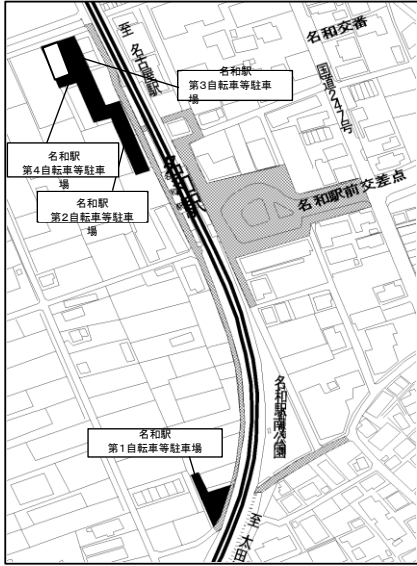 名和交番
至 名古屋駅
国道247号
名和駅
第3自転車等駐車
場
名和駅
第4自転車等駐車
場
名和駅
第2自転車等駐車
場
名和駅
名和駅前交差点
名和駅南公園
名和駅
第1自転車等駐車場
至 太田